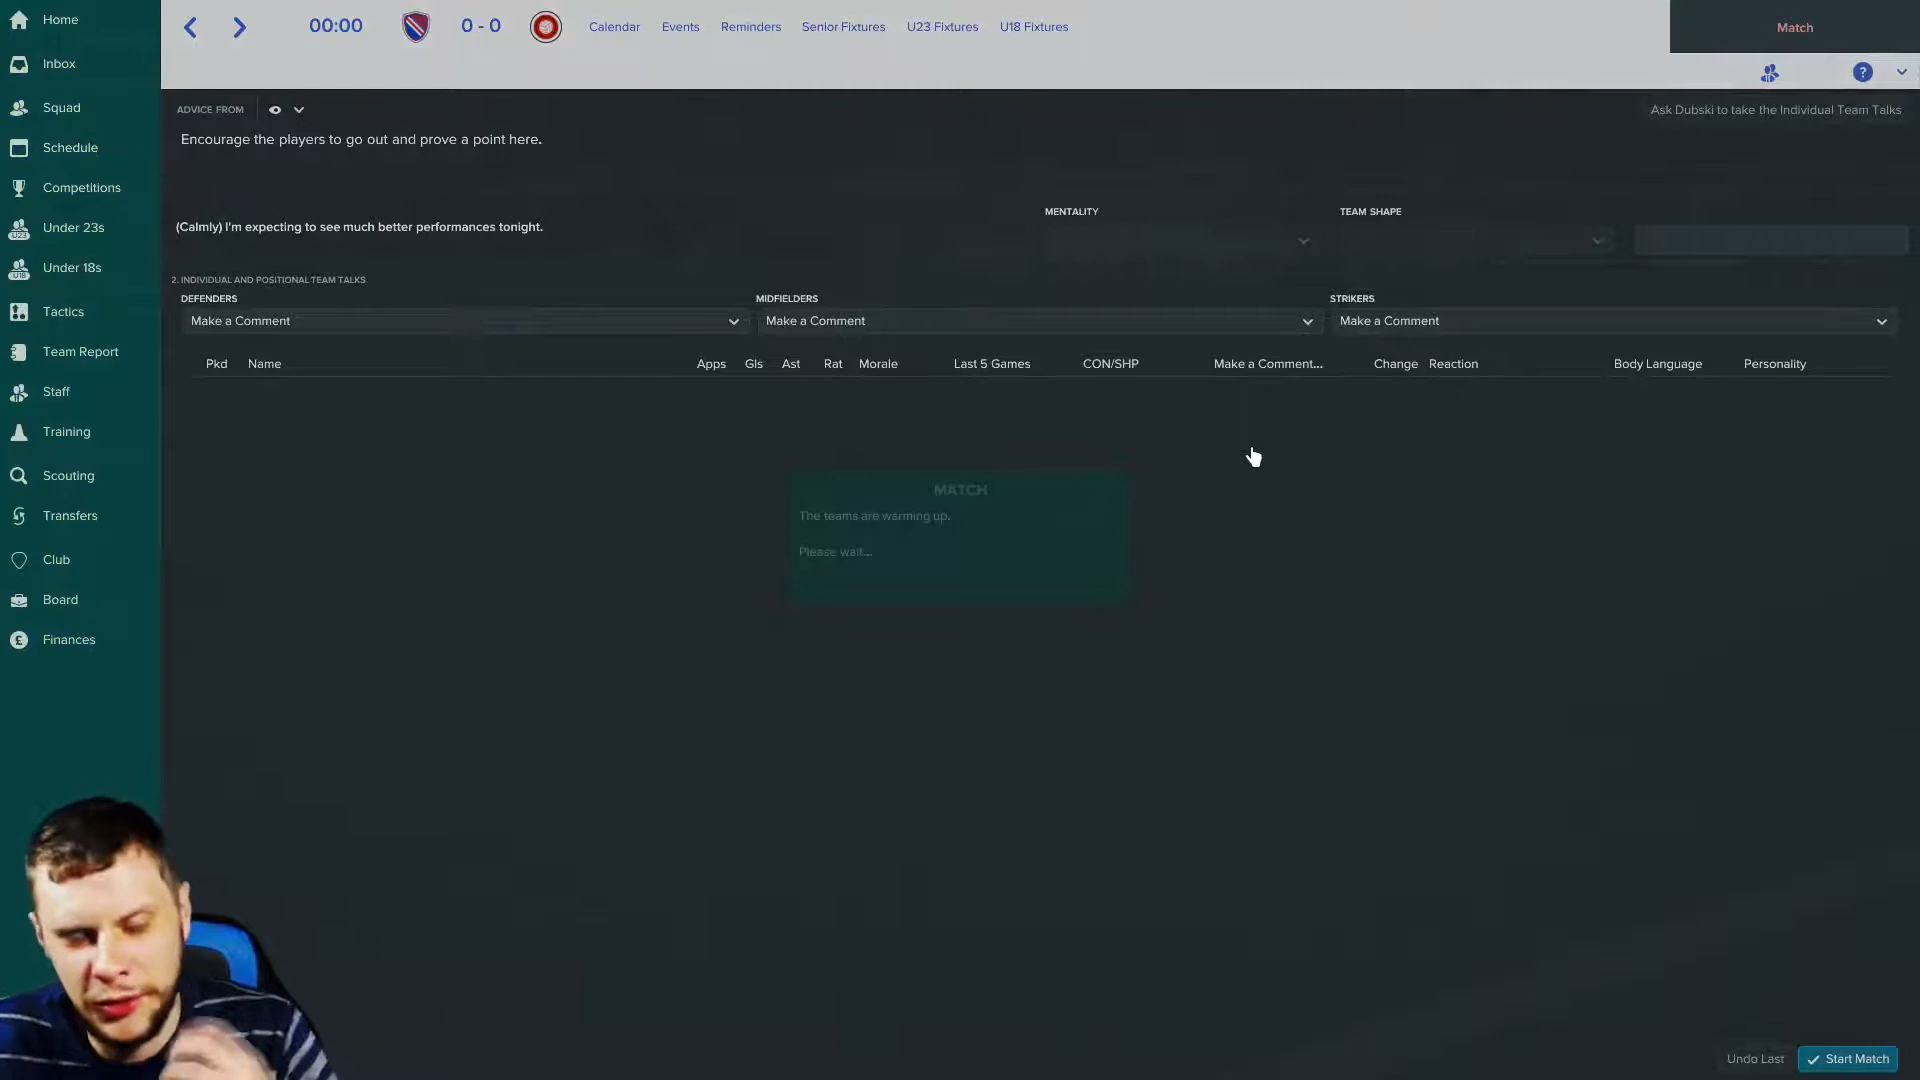 Home
Inbox
Squad
Schedule
Competitions
Under 23s
Under 18s
Tactics
Team Report
Staff
Training
Scouting
Transfers
Club
Board
Finances
00:00
0 - 0
Calendar
Events
Reminders
Senior Fixtures
U23 Fixtures
U18 Fixtures
Match
?
ADVICE FROM
Ask Dubski to take the Individual Team Talks
Encourage the players to go out and prove a point here.
MENTALITY
TEAM SHAPE
(Calmly) I'm expecting to see much better performances tonight.
2. INDIVIDUAL AND POSITIONAL TEAM TALKS
DEFENDERS
MIDFIELDERS
STRIKERS
Make a Comment
Make a Comment
Make a Comment
Pkd Name Apps Gls Ast Rat Morale Last 5 Games CON/SHP Make a Comment... Change Reaction Body Language Personality
MATCH
The teams are warming up.
Please wait...
Undo Last
Start Match